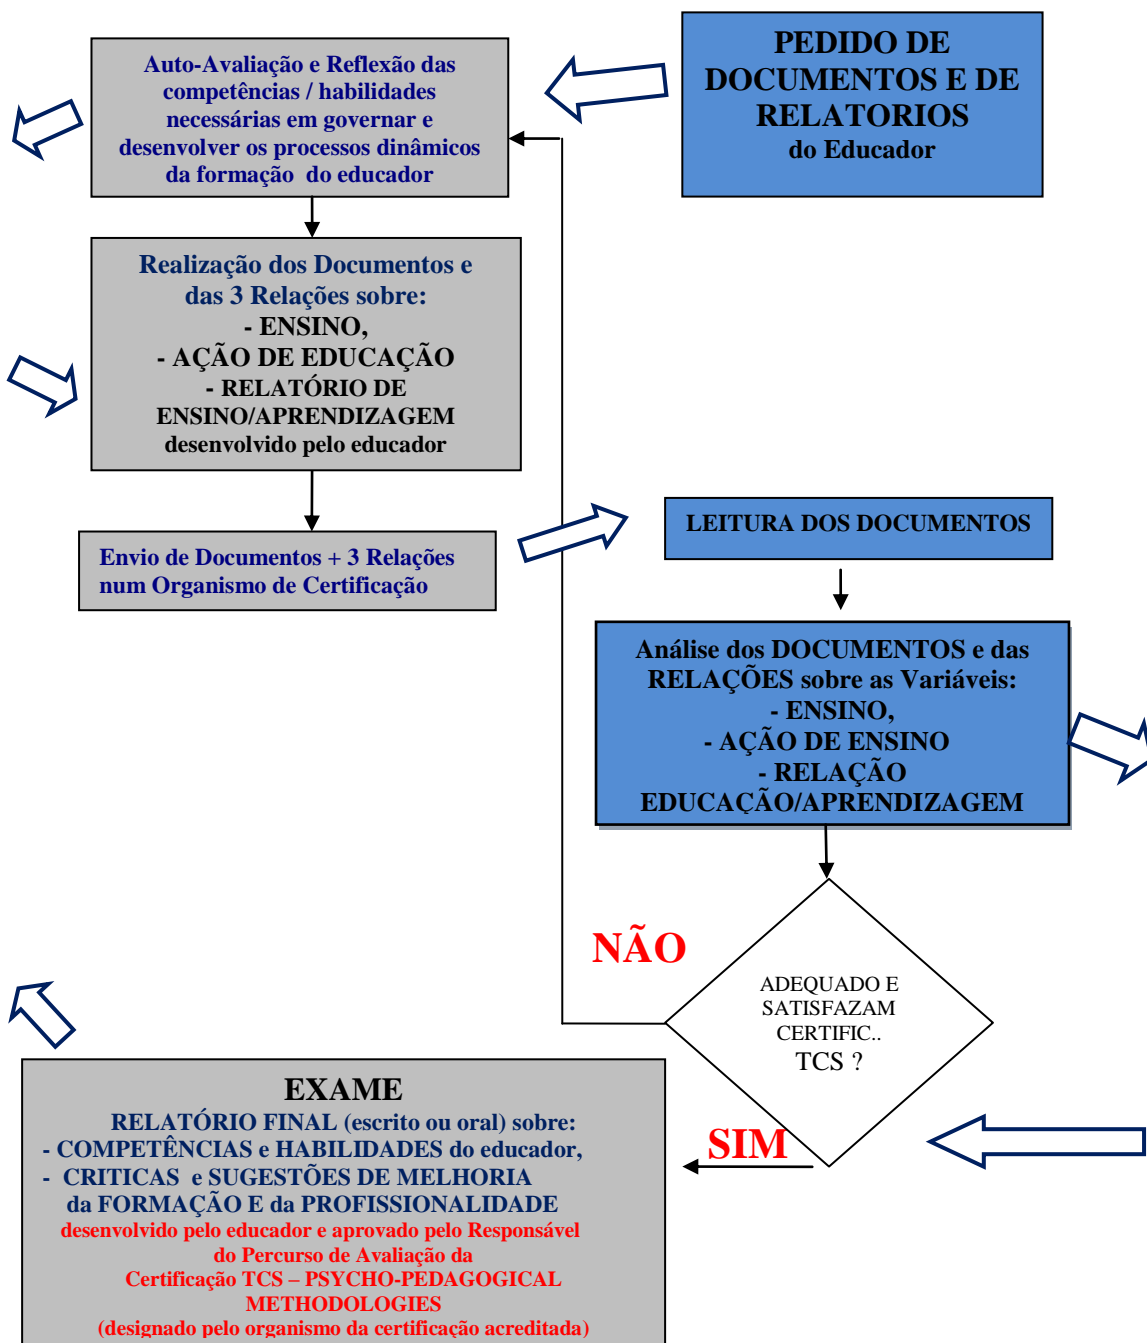 PEDIDO DE
DOCUMENTOS E DE
RELATORIOS
do Educador
Auto-Avaliação e Reflexão das
competências / habilidades
necessárias em governar e
desenvolver os processos dinâmicos
da formação do educador
Realização dos Documentos e
das 3 Relações sobre:
- ENSINO,
- AÇÃO DE EDUCAÇÃO
- RELATÓRIO DE
ENSINO/APRENDIZAGEM
desenvolvido pelo educador
Envio de Documentos + 3 Relações
num Organismo de Certificação
LEITURA DOS DOCUMENTOS
Análise dos DOCUMENTOS e das
RELAÇÕES sobre as Variáveis:
- ENSINO,
- AÇÃO DE ENSINO
- RELAÇÃO
EDUCAÇÃO/APRENDIZAGEM
NÃO
ADEQUADO E
SATISFAZAM
CERTIFIC..
TCS ?
SIM
EXAME
RELATÓRIO FINAL (escrito ou oral) sobre:
- COMPETÊNCIAS e HABILIDADES do educador,
- CRITICAS e SUGESTÕES DE MELHORIA
da FORMAÇÃO E da PROFISSIONALIDADE
desenvolvido pelo educador e aprovado pelo Responsável
do Percurso de Avaliação da
Certificação TCS – PSYCHO-PEDAGOGICAL
METHODOLOGIES
(designado pelo organismo da certificação acreditada)